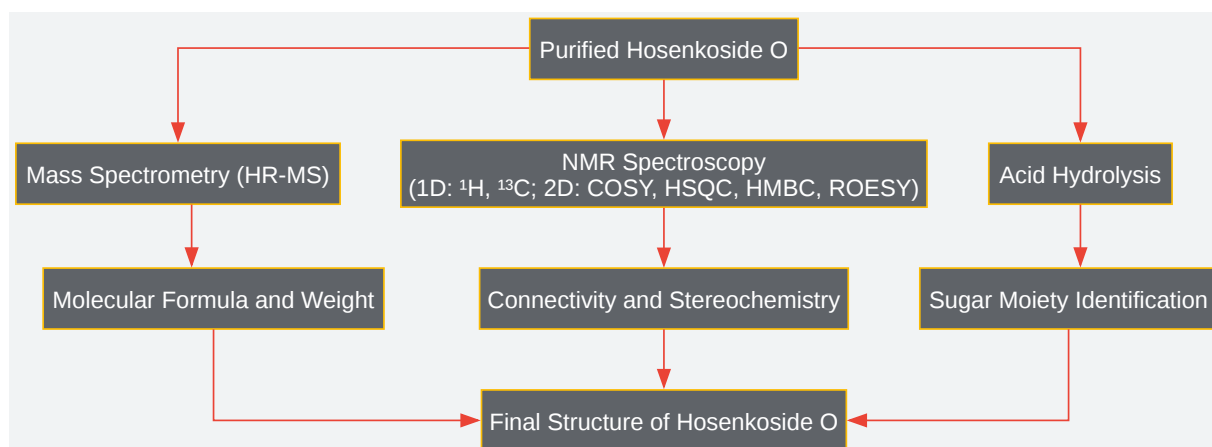 Purified Hosenkoside O
Mass Spectrometry (HR-MS)
NMR Spectroscopy
(1D: ¹H, ¹³C; 2D: COSY, HSQC, HMBC, ROESY)
Acid Hydrolysis
Molecular Formula and Weight
Connectivity and Stereochemistry
Sugar Moiety Identification
Final Structure of Hosenkoside O